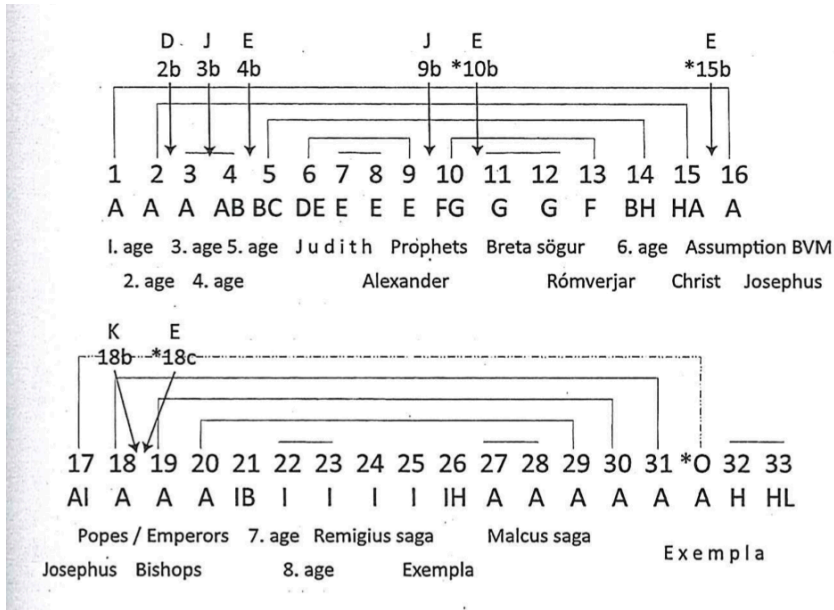 D J E J E E
2b 3b 4b 9b *10b *15b
1 2 3 4 5 6 7 8 9 10 11 12 13 14 15 16
A A A AB BC DE E E E FG G G F BH HA A
I. age 3. age 5. age Judith Prophets Breta sögur 6. age Assumption BVM
2. age 4. age Alexander Rómverjar Christ Josephus
K E
18b *18c
17 18 19 20 21 22 23 24 25 26 27 28 29 30 31 *O 32 33
AI A A A IB I I I I IH A A A A A A H HL
Popes / Emperors 7. age Remigius saga Malcus saga
Exempla
Josephus Bishops 8. age Exempla